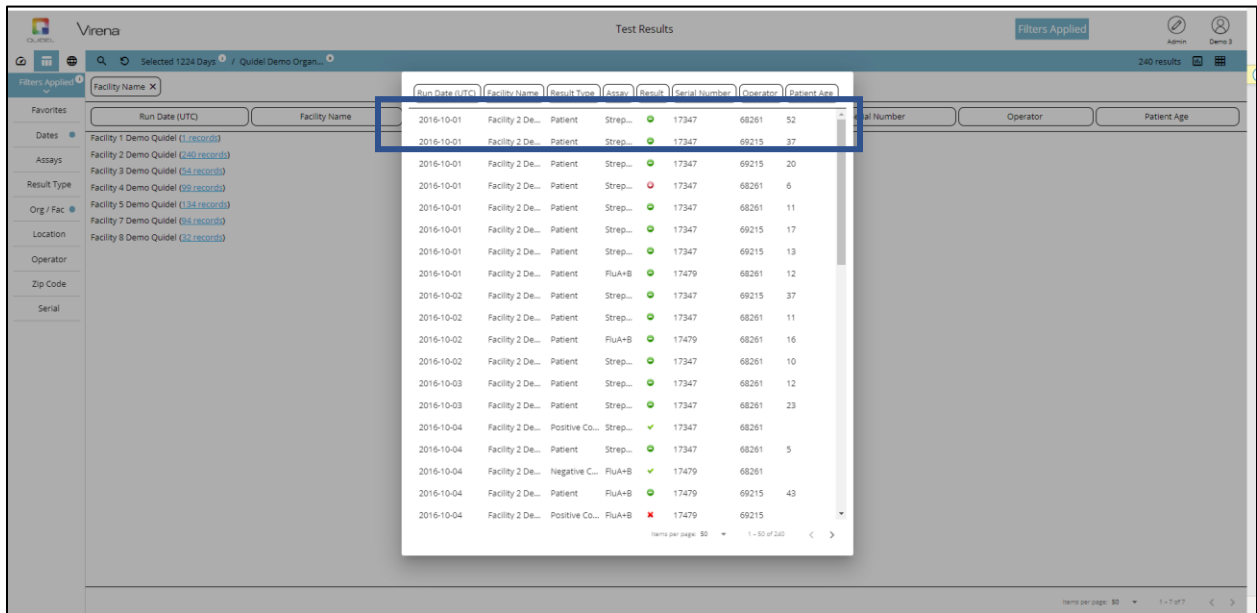 QUIDEL Virena Test Results Filters Applied Admin Demo 3
Selected 1224 Days / Quidel Demo Organ... 240 results
Filters Applied Facility Name X
Run Date (UTC) Facility Name Result Type Assay Result Serial Number Operator Patient Age
Favorites
Run Date (UTC) Facility Name ial Number Operator Patient Age
Dates
Assays
Result Type
Org / Fac
Location
Operator
Zip Code
Serial
Facility 1 Demo Quidel (1 records)
Facility 2 Demo Quidel (240 records)
Facility 3 Demo Quidel (54 records)
Facility 4 Demo Quidel (99 records)
Facility 5 Demo Quidel (134 records)
Facility 7 Demo Quidel (94 records)
Facility 8 Demo Quidel (32 records)
2016-10-01 Facility 2 De... Patient Strep... 17347 68261 52
2016-10-01 Facility 2 De... Patient Strep... 17347 69215 37
2016-10-01 Facility 2 De... Patient Strep... 17347 69215 20
2016-10-01 Facility 2 De... Patient Strep... 17347 68261 6
2016-10-01 Facility 2 De... Patient Strep... 17347 68261 11
2016-10-01 Facility 2 De... Patient Strep... 17347 69215 17
2016-10-01 Facility 2 De... Patient Strep... 17347 69215 13
2016-10-01 Facility 2 De... Patient FluA+B 17479 68261 12
2016-10-02 Facility 2 De... Patient Strep... 17347 69215 37
2016-10-02 Facility 2 De... Patient Strep... 17347 68261 11
2016-10-02 Facility 2 De... Patient FluA+B 17479 68261 16
2016-10-02 Facility 2 De... Patient Strep... 17347 68261 10
2016-10-03 Facility 2 De... Patient Strep... 17347 68261 12
2016-10-03 Facility 2 De... Patient Strep... 17347 68261 23
2016-10-04 Facility 2 De... Positive Co... Strep... 17347 68261
2016-10-04 Facility 2 De... Patient Strep... 17347 68261 5
2016-10-04 Facility 2 De... Negative C... FluA+B 17479 68261
2016-10-04 Facility 2 De... Patient FluA+B 17479 69215 43
2016-10-04 Facility 2 De... Positive Co... FluA+B 17479 69215
Items per page: 50 1 – 50 of 240
Items per page: 50 1 – 7 of 7